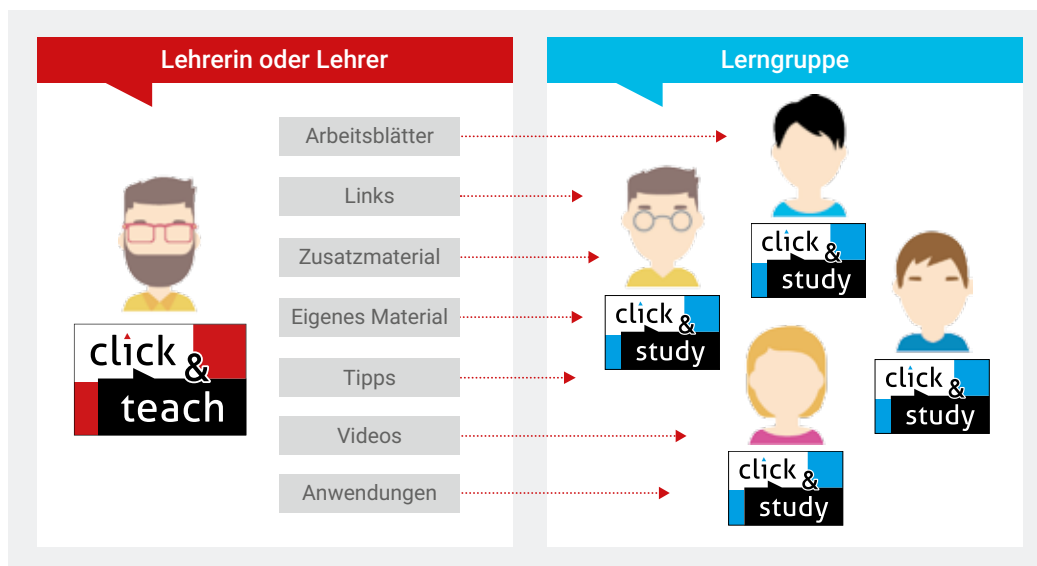 Lehrerin oder Lehrer
click
&
teach
Arbeitsblätter
Links
Zusatzmaterial
Eigenes Material
Tipps
Videos
Anwendungen
Lerngruppe
click
&
study
click
&
study
click
&
study
click
&
study